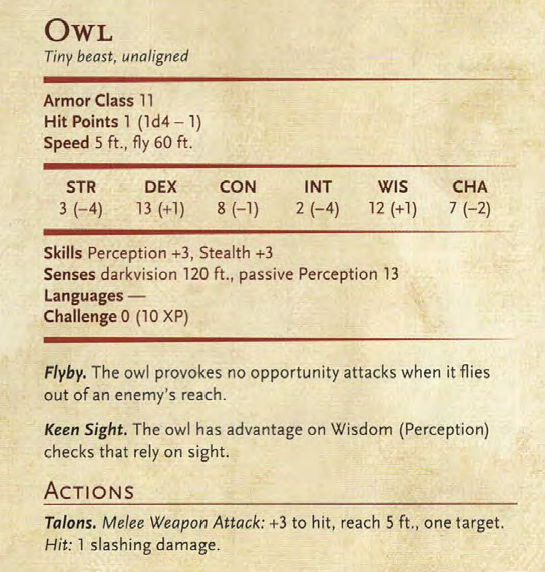 Owl
Tiny beast, unaligned
Armor Class 11
Hit Points 1 (1d4 – 1)
Speed 5 ft., fly 60 ft.
STR DEX CON INT WIS CHA
3 (–4) 13 (+1) 8 (–1) 2 (–4) 12 (+1) 7 (–2)
Skills Perception +3, Stealth +3
Senses darkvision 120 ft., passive Perception 13
Languages —
Challenge 0 (10 XP)
Flyby. The owl provokes no opportunity attacks when it flies
out of an enemy's reach.
Keen Sight. The owl has advantage on Wisdom (Perception)
checks that rely on sight.
Actions
Talons. Melee Weapon Attack: +3 to hit, reach 5 ft., one target.
Hit: 1 slashing damage.